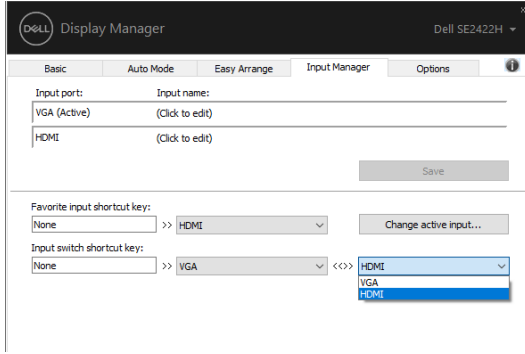 DELL Display Manager Dell SE2422H
Basic Auto Mode Easy Arrange Input Manager Options
Input port: Input name:
VGA (Active) (Click to edit)
HDMI (Click to edit)
Save
Favorite input shortcut key:
None >> HDMI Change active input...
Input switch shortcut key:
None >> VGA <<>> HDMI
VGA
HDMI